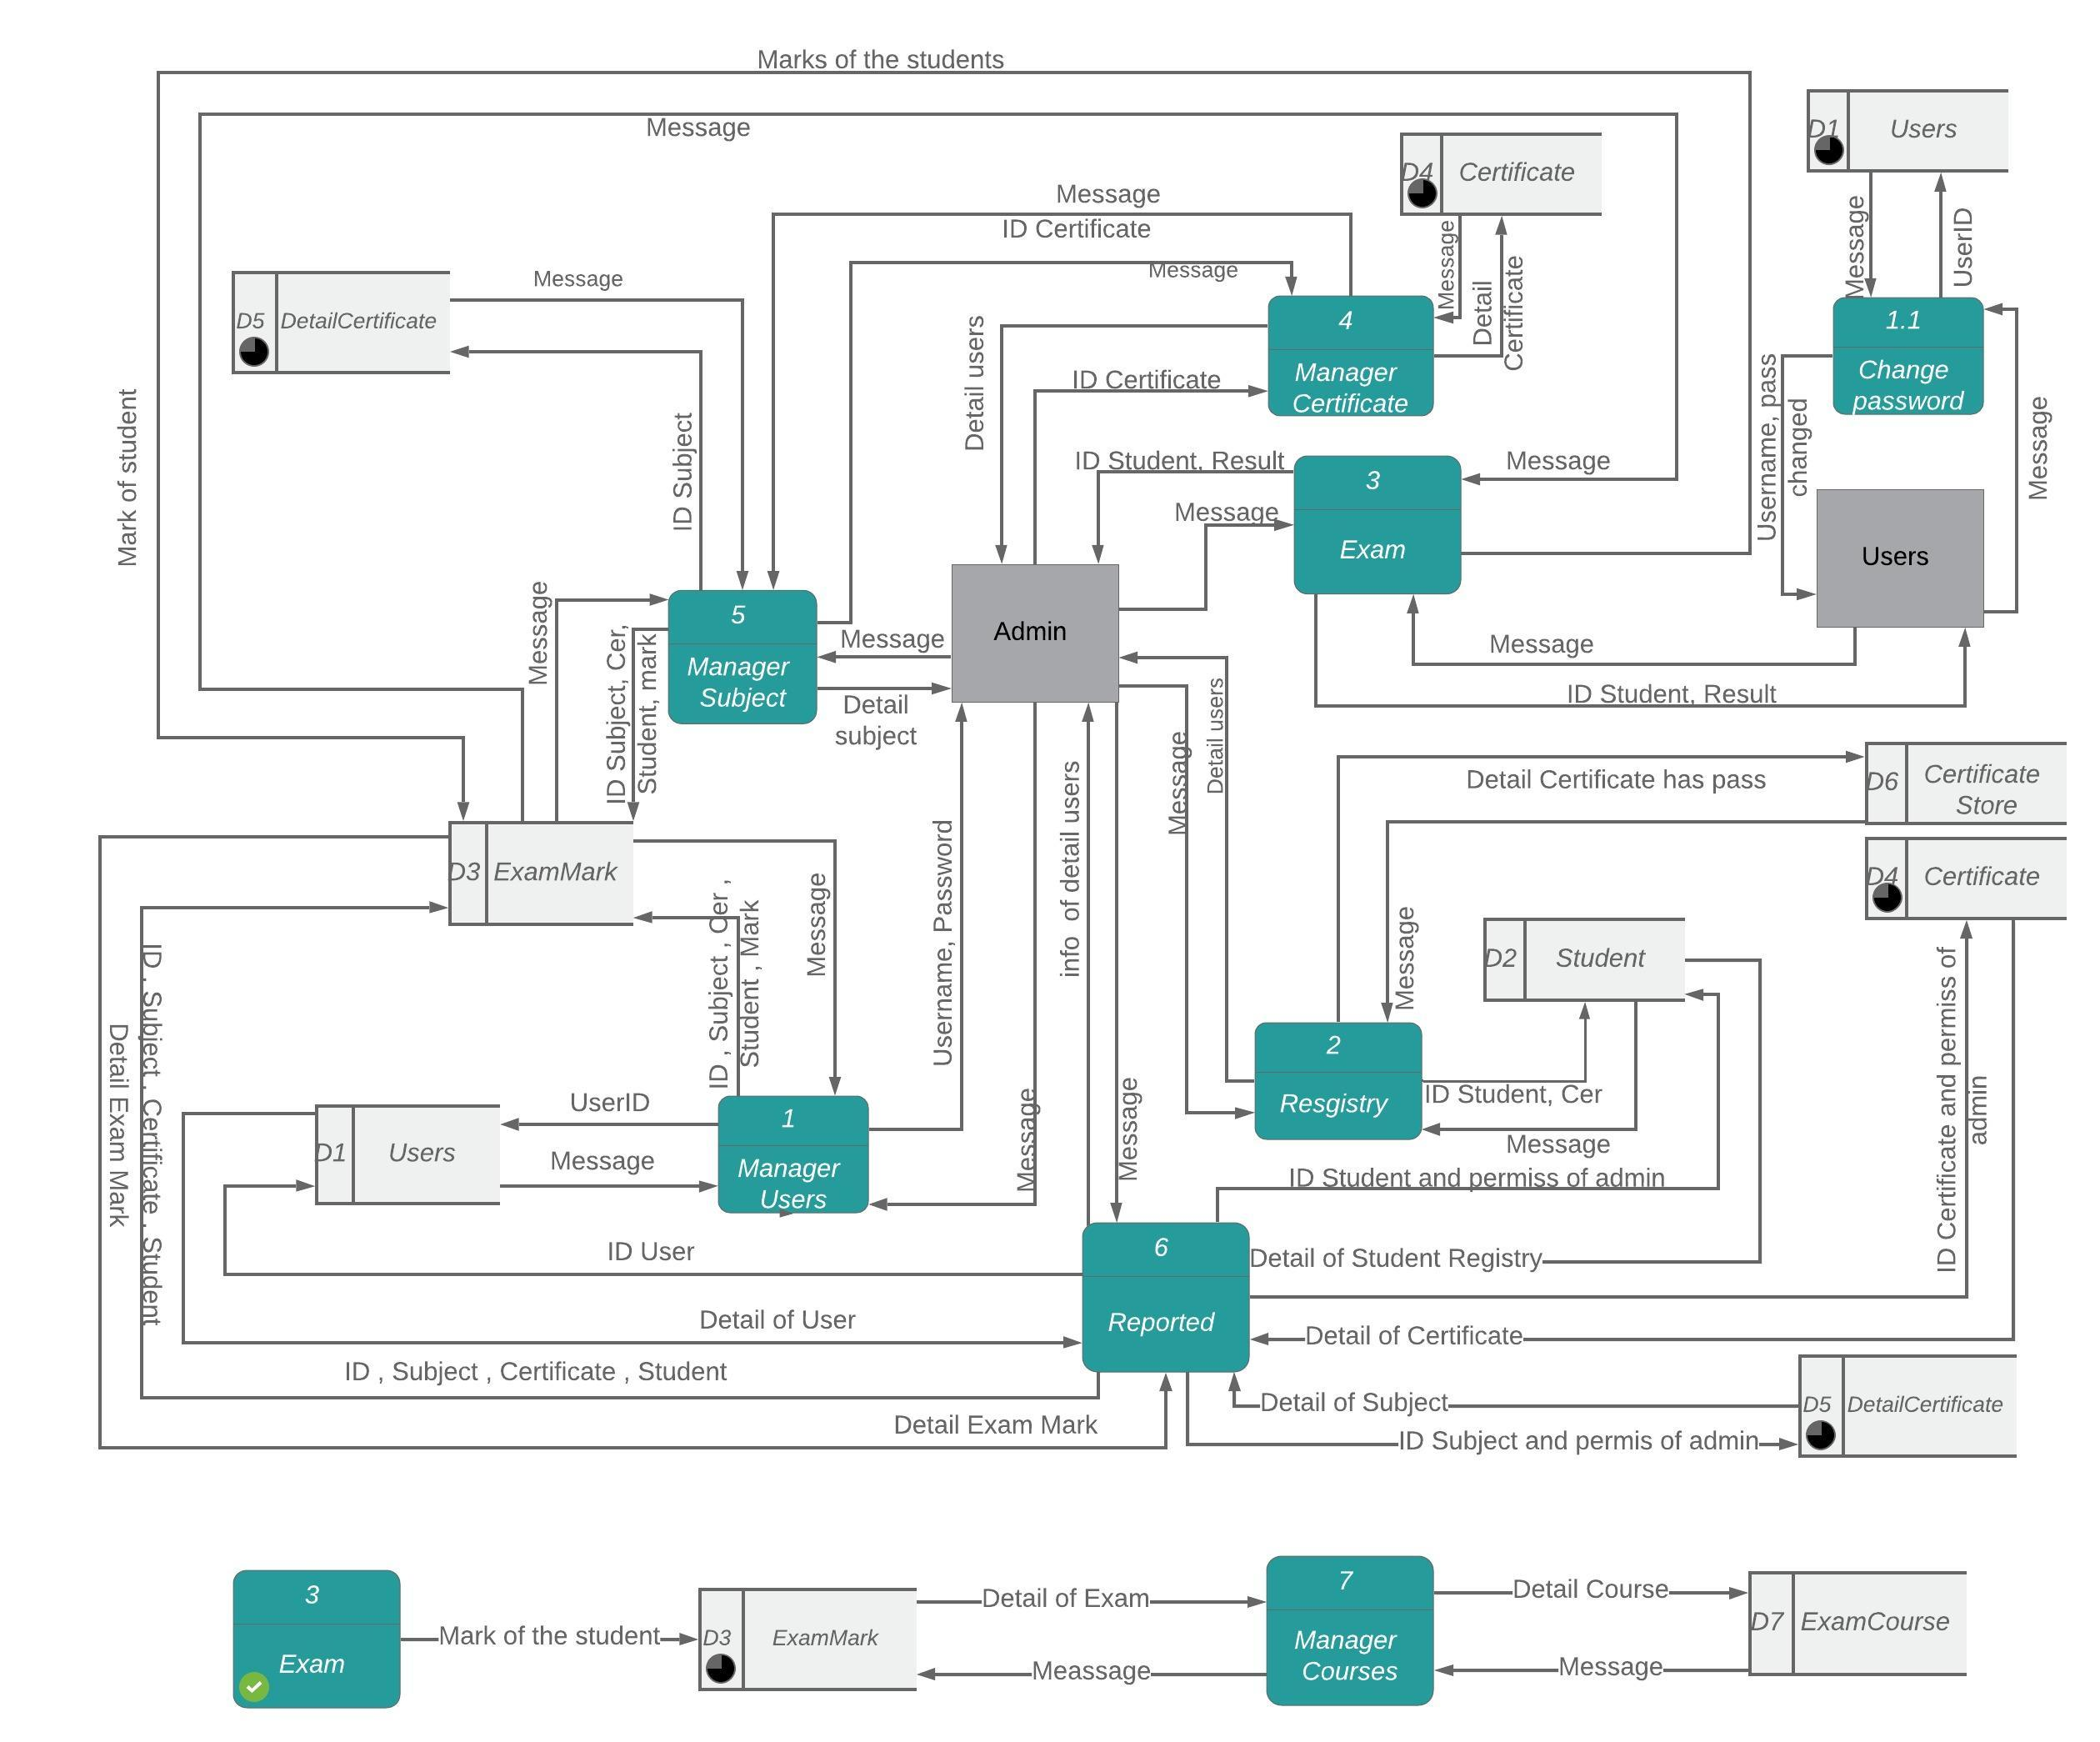 Marks of the students
Message
D1
Users
D4
Certificate
Message
ID Certificate
Message
Message
Detail
Certificate
Message
UserID
D5
DetailCertificate
Message
4
Manager
Certificate
1.1
Change
password
Detail users
ID Certificate
Mark of student
ID Subject
ID Student, Result
Message
3
Exam
Message
Username, pass
changed
Message
Users
Message
ID Student, Result
5
Manager
Subject
Message
ID Subject, Cer,
Student, mark
Message
Detail
subject
Admin
Message
Detail users
Detail Certificate has pass
D6
Certificate
Store
D4
Certificate
D3
ExamMark
ID , Subject , Cer ,
Student , Mark
Message
Username, Password
info of detail users
Message
Message
Message
D2
Student
2
Resgistry
ID Student, Cer
Message
ID Student and permiss of admin
ID Certificate and permiss of
admin
Detail Exam Mark
ID , Subject , Certificate , Student
UserID
D1
Users
Message
1
Manager
Users
ID User
6
Reported
Detail of Student Registry
Detail of User
Detail of Certificate
ID , Subject , Certificate , Student
Detail Exam Mark
Detail of Subject
D5
DetailCertificate
ID Subject and permis of admin
3
Exam
Mark of the student
D3
ExamMark
Detail of Exam
Meassage
7
Manager
Courses
Detail Course
Message
D7
ExamCourse